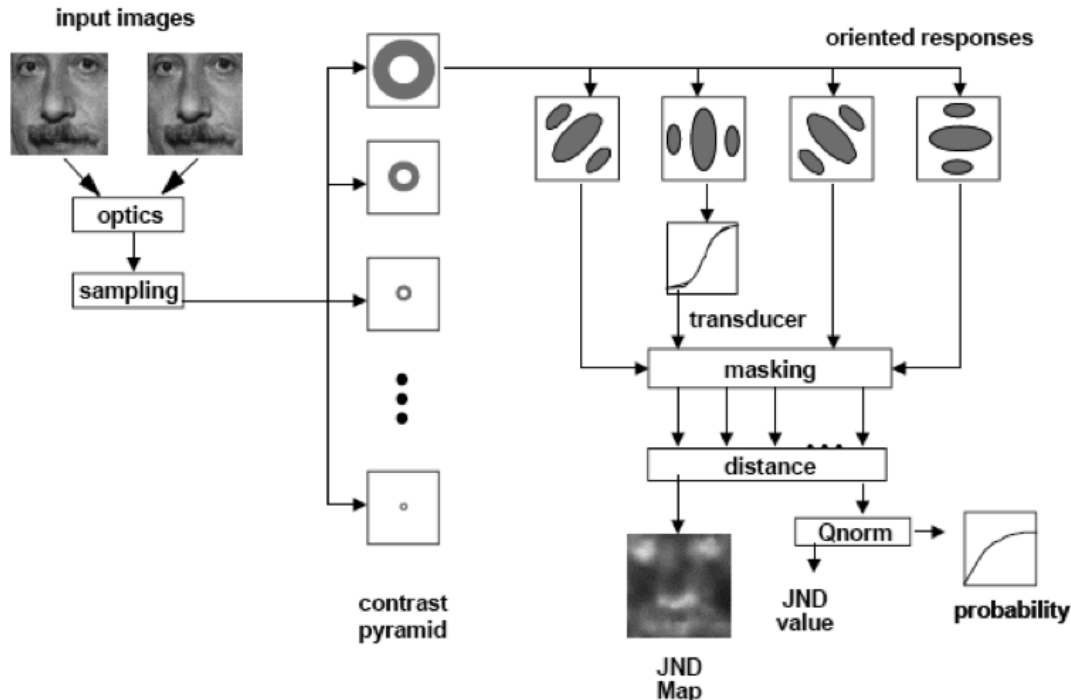 input images
optics
sampling
contrast
pyramid
oriented responses
transducer
masking
distance
Qnorm
JND
value
probability
JND
Map